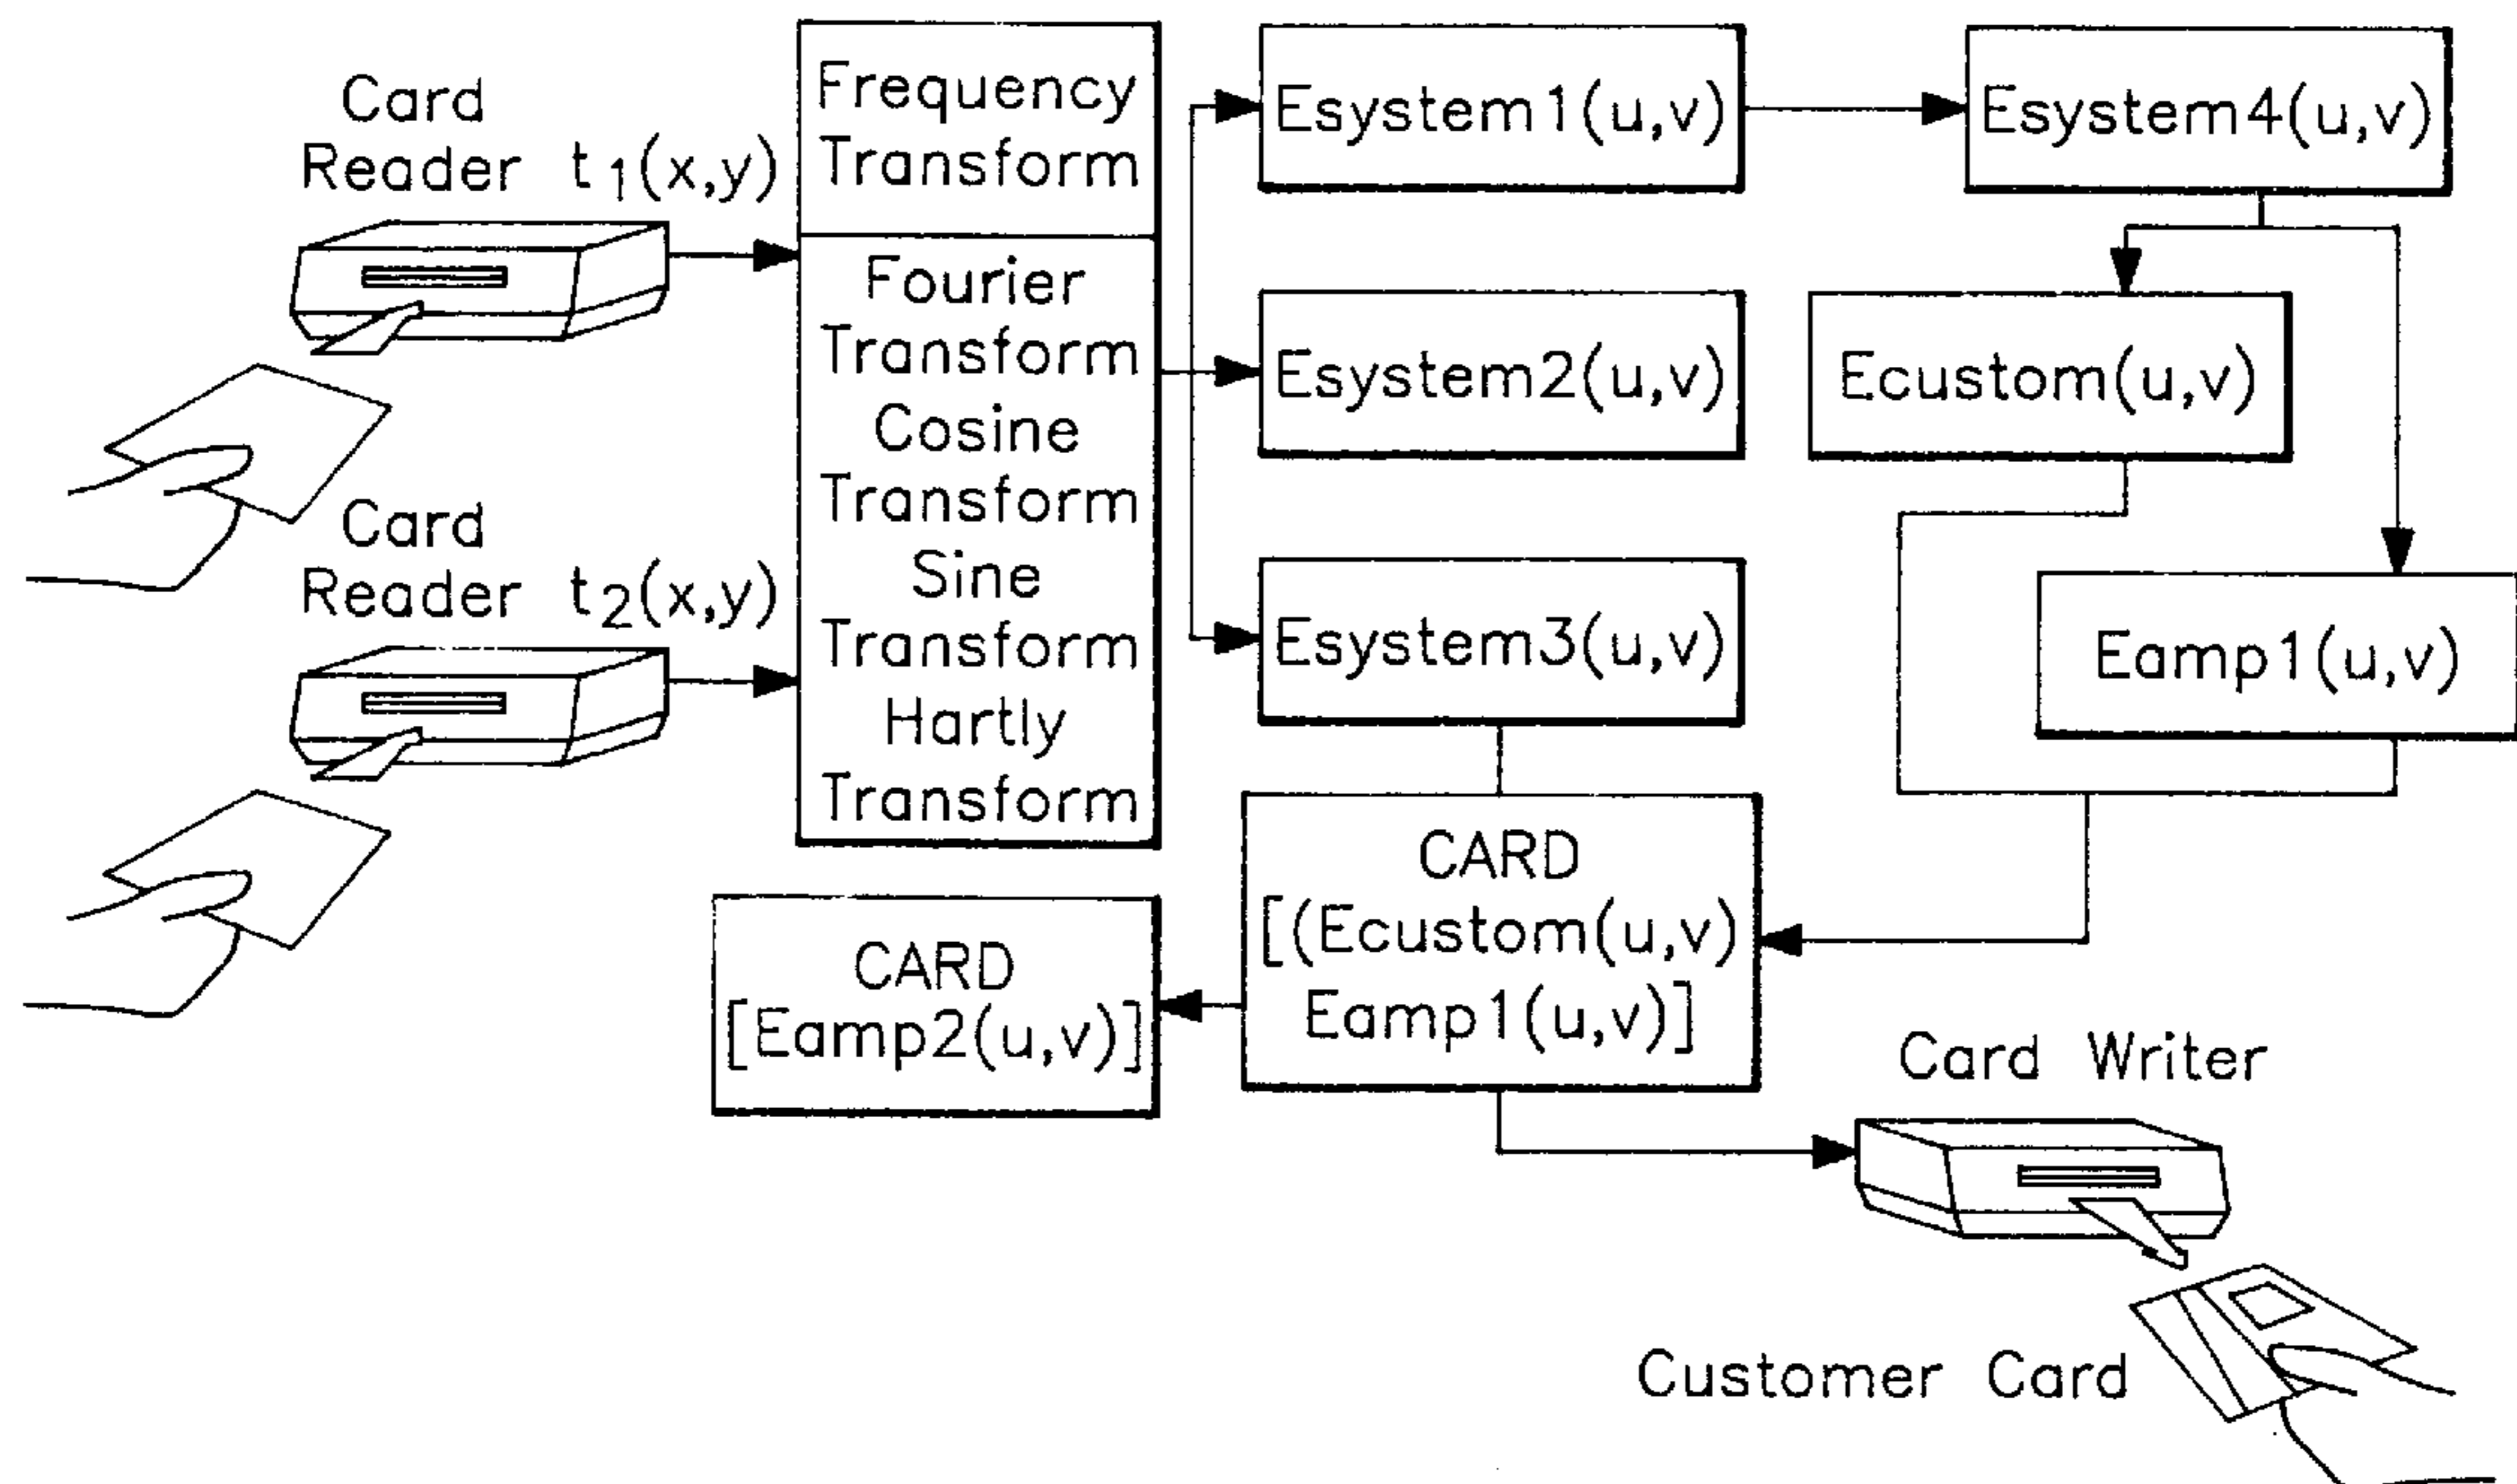 Card
Reader t1(x,y)
Card
Reader t2(x,y)
Frequency
Transform
Fourier
Transform
Cosine
Transform
Sine
Transform
Hartly
Transform
Esystem1(u,v)
Esystem4(u,v)
Esystem2(u,v)
Ecustom(u,v)
Esystem3(u,v)
Eamp1(u,v)
CARD
[(Ecustom(u,v)
Eamp1(u,v)]
CARD
[Eamp2(u,v)]
Card Writer
Customer Card